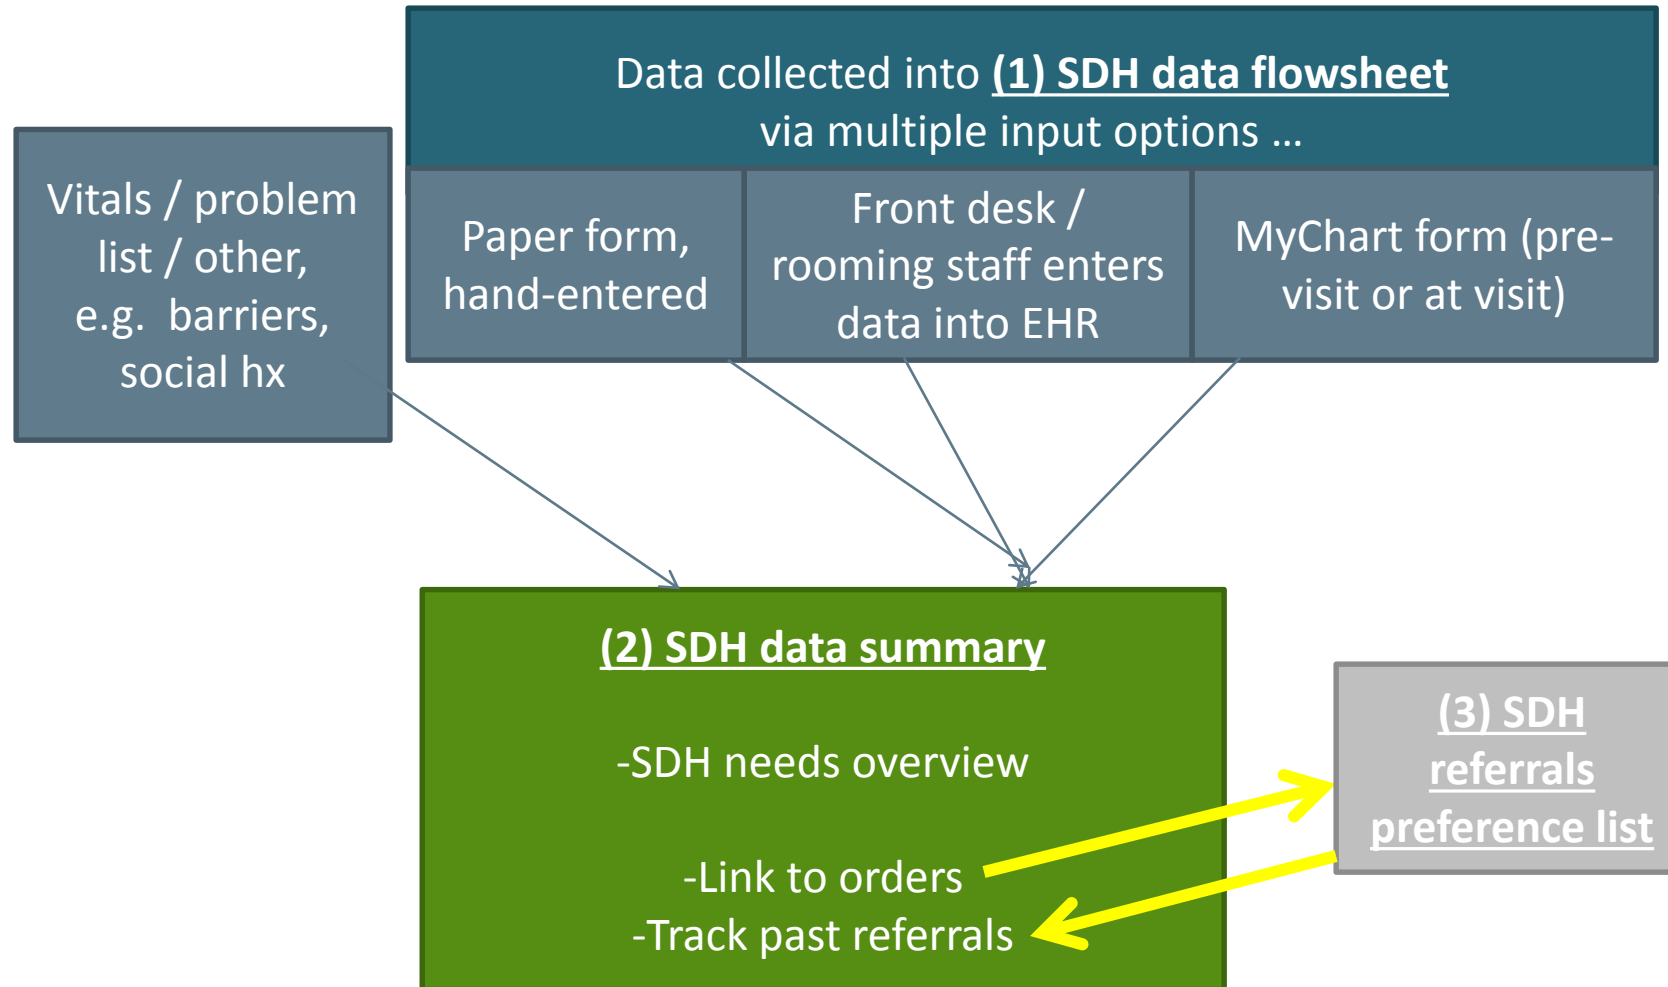 Data collected into (1) SDH data flowsheet
via multiple input options ...
Vitals / problem
list / other,
e.g.  barriers,
social hx
Paper form,
hand-entered
Front desk /
rooming staff enters
data into EHR
MyChart form (pre-
visit or at visit)
(2) SDH data summary
-SDH needs overview
-Link to orders
-Track past referrals
(3) SDH
referrals
preference list